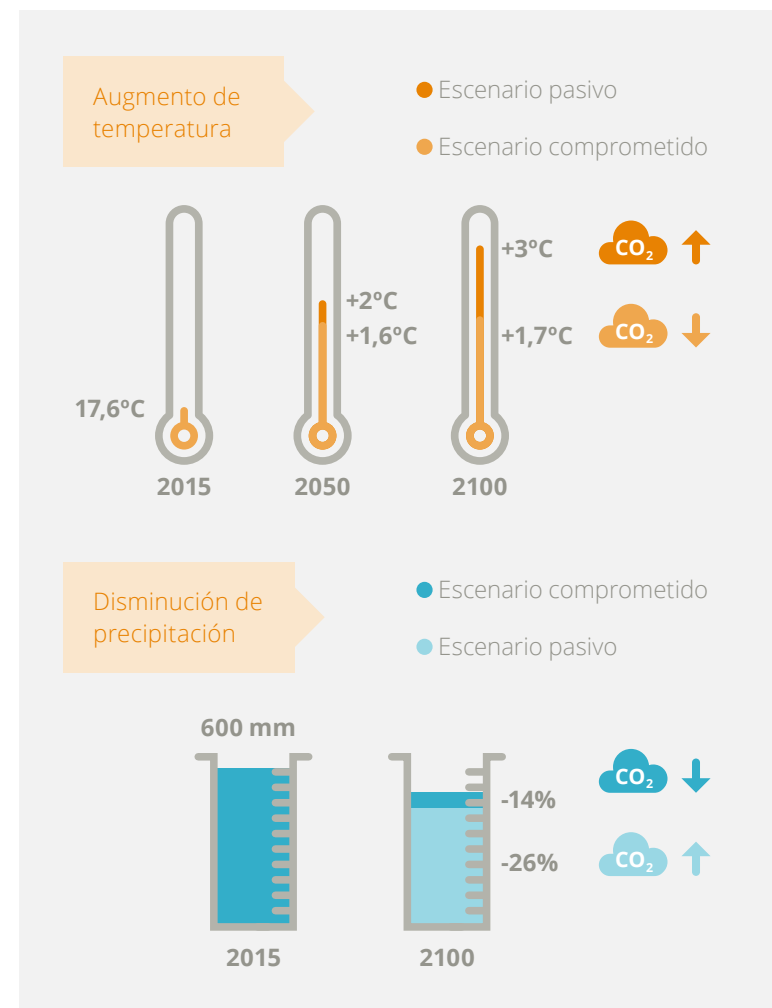 Augmento de
temperatura
Escenario pasivo
Escenario comprometido
+3ºC
CO2
+2ºC
+1,6ºC
+1,7ºC
CO2
17,6ºC
2015
2050
2100
Disminución de
precipitación
Escenario comprometido
Escenario pasivo
600 mm
CO2
-14%
CO2
-26%
2015
2100